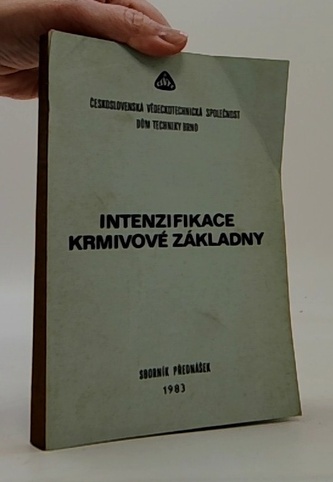 ČESKOSLOVENSKÁ VĚDECKOTECHNICKÁ SPOLEČNOST
DŮM TECHNIKY BRNO
INTENZIFIKACE
KRMIVOVÉ ZÁKLADNY
SBORNÍK PŘEDNÁŠEK
1983